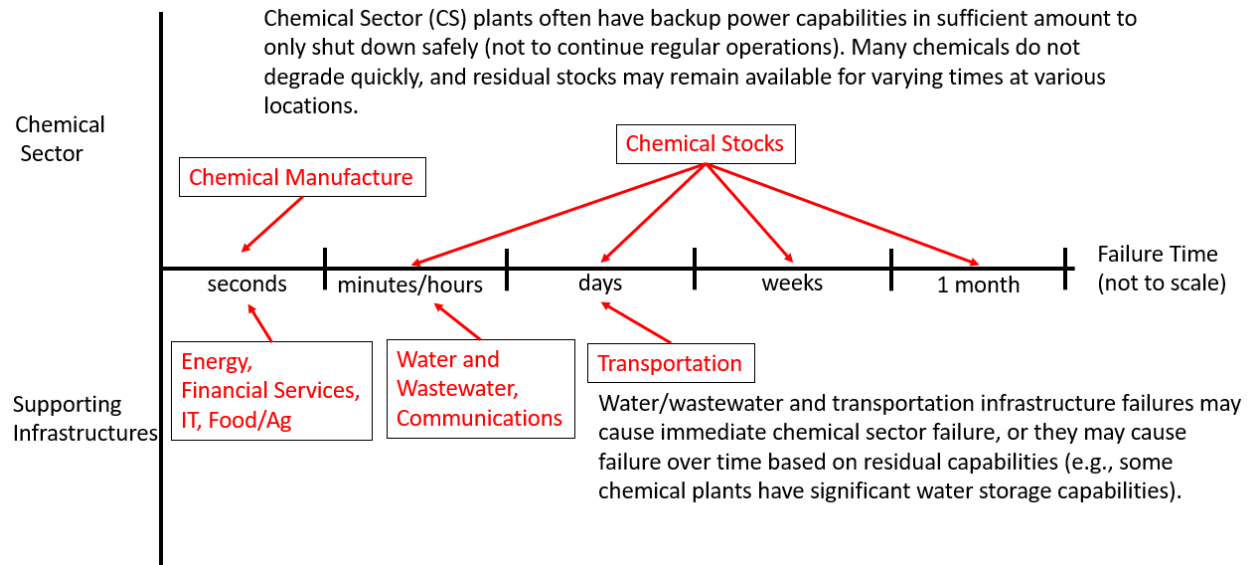 Chemical Sector (CS) plants often have backup power capabilities in sufficient amount to
only shut down safely (not to continue regular operations). Many chemicals do not
degrade quickly, and residual stocks may remain available for varying times at various
locations.
Chemical
Sector
Chemical Stocks
Chemical Manufacture
Failure Time
(not to scale)
seconds
minutes/hours
days
weeks
1 month
Energy,
Financial Services,
IT, Food/Ag
Water and
Wastewater,
Communications
Transportation
Supporting
Infrastructures
Water/wastewater and transportation infrastructure failures may
cause immediate chemical sector failure, or they may cause
failure over time based on residual capabilities (e.g., some
chemical plants have significant water storage capabilities).